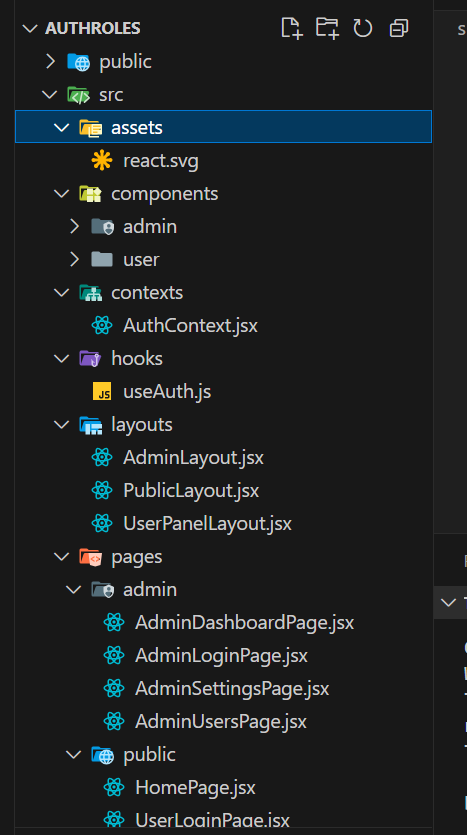 AUTHROLES
public
src
assets
react.svg
components
admin
user
contexts
AuthContext.jsx
hooks
JS useAuth.js
layouts
AdminLayout.jsx
PublicLayout.jsx
UserPanelLayout.jsx
pages
admin
AdminDashboardPage.jsx
AdminLoginPage.jsx
AdminSettingsPage.jsx
AdminUsersPage.jsx
public
HomePage.jsx
UserLoginPage.jsx